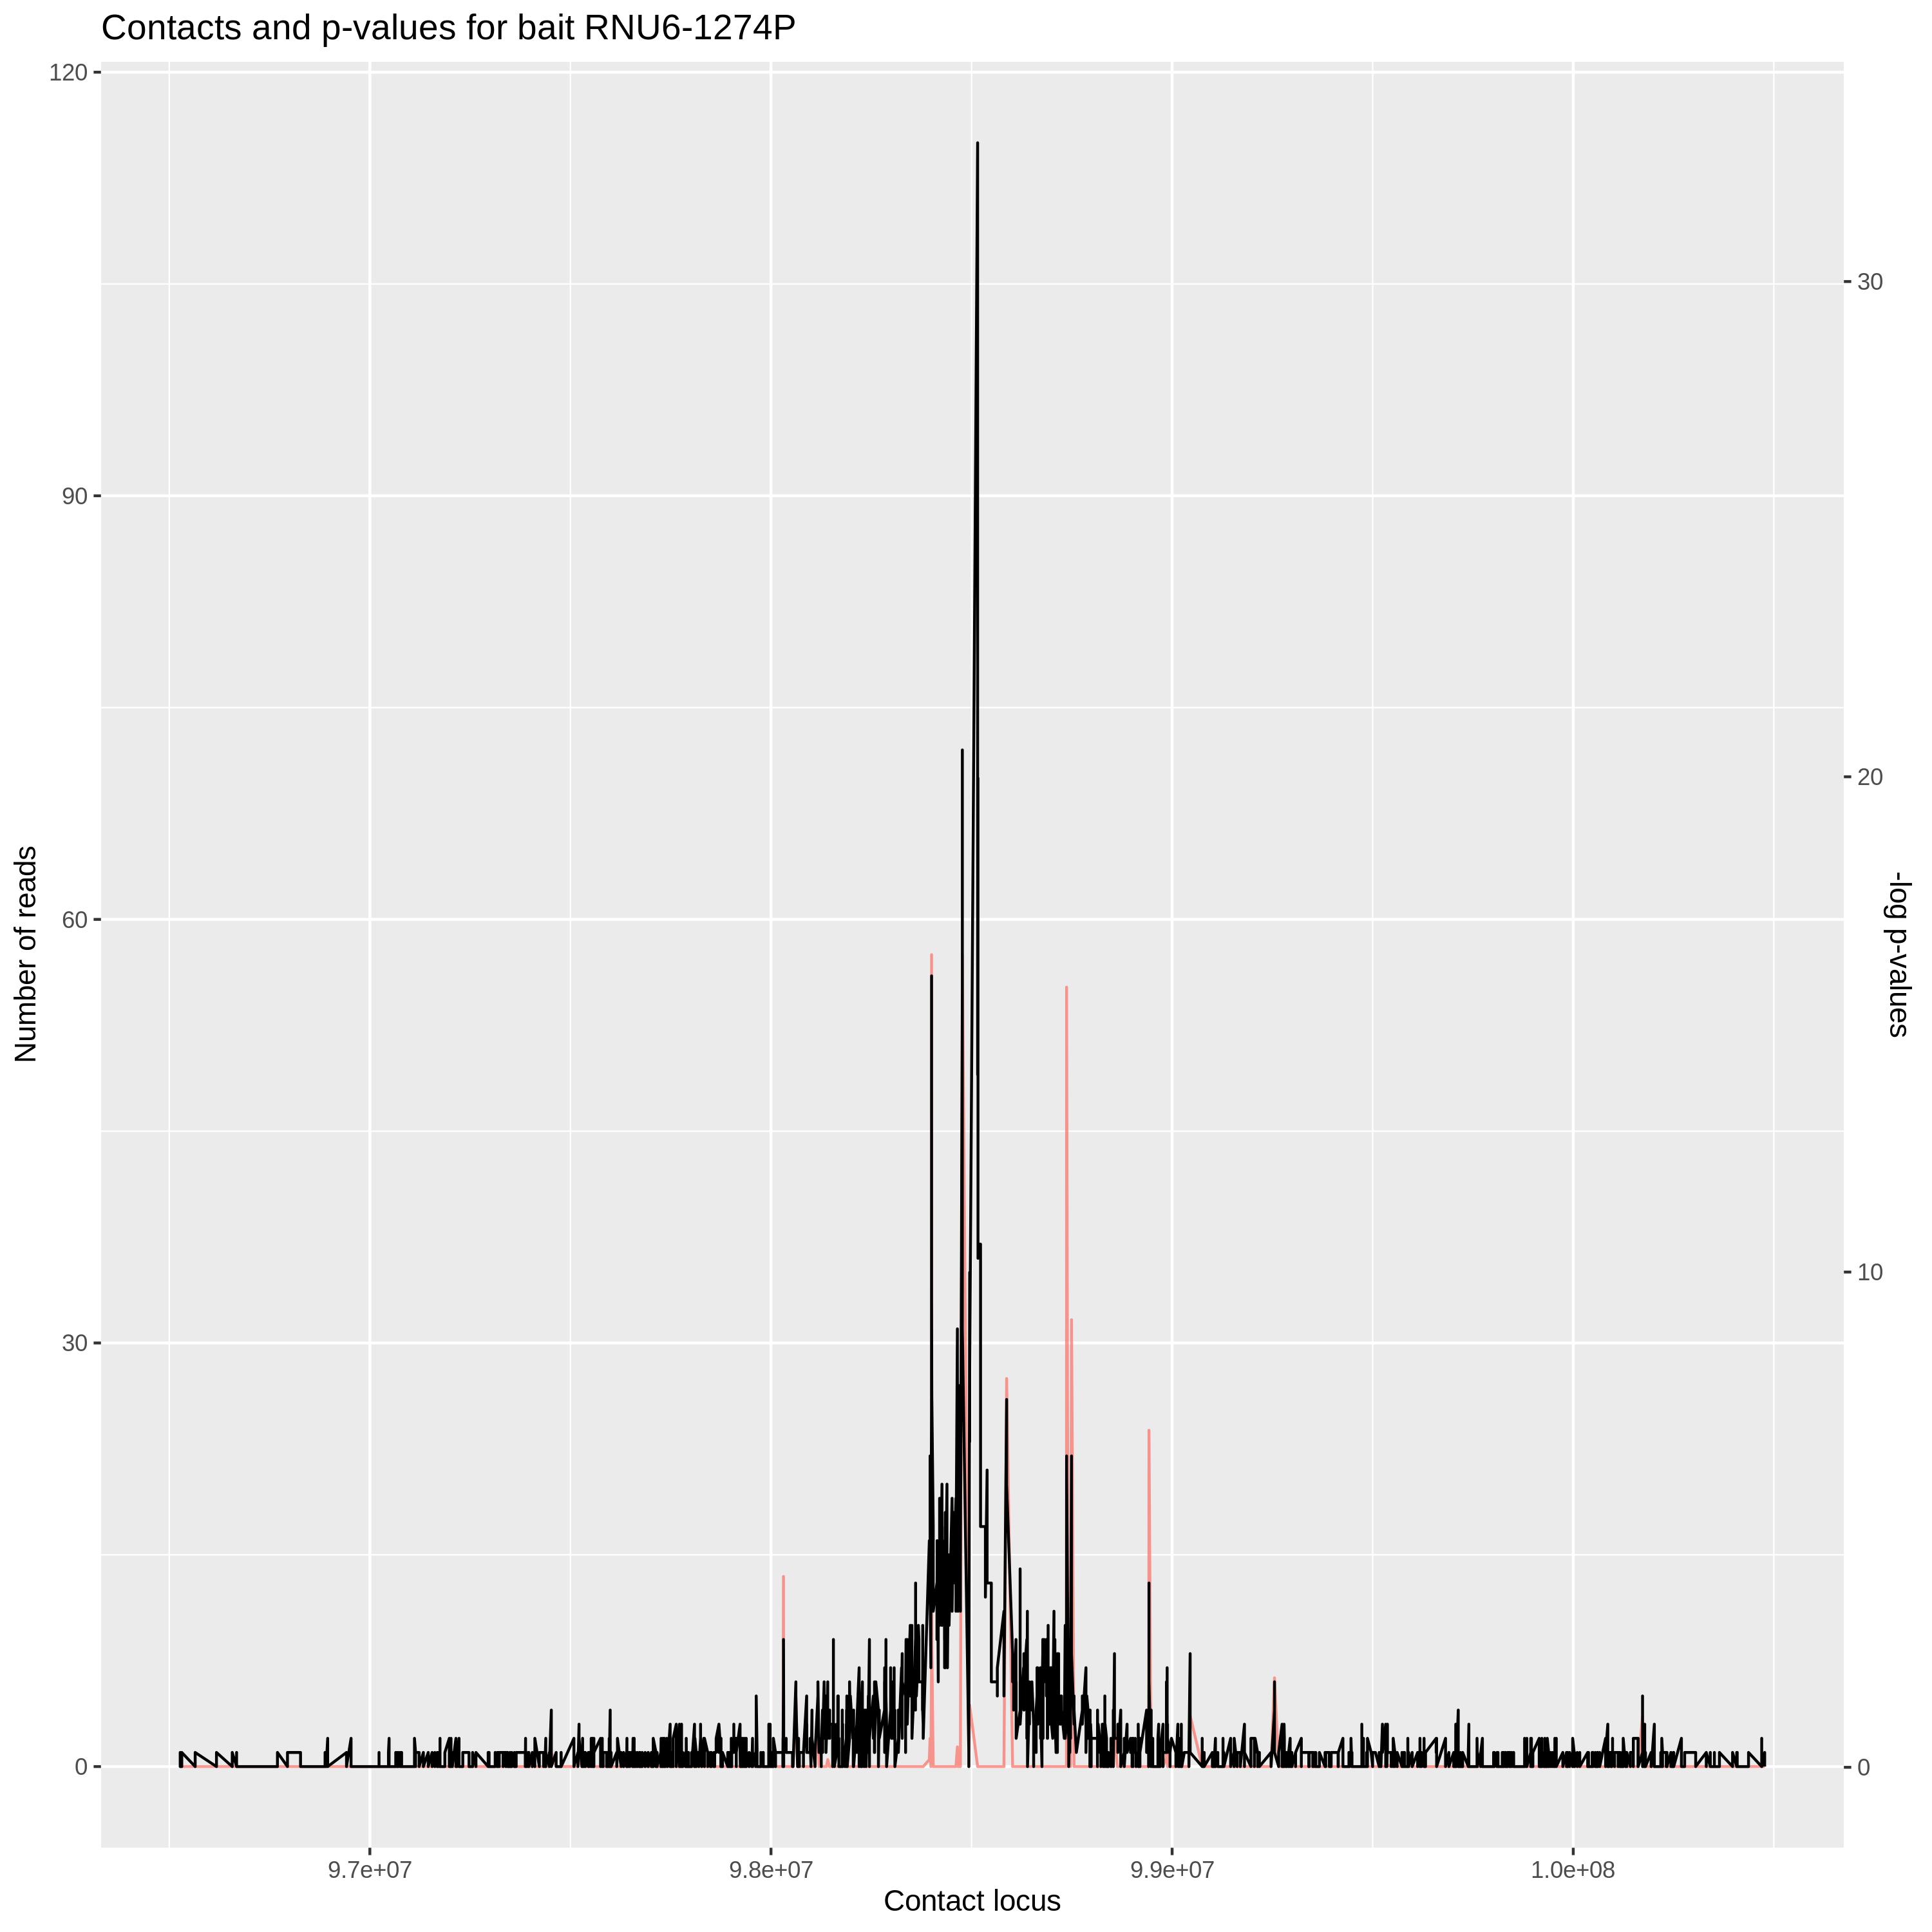 Contacts and p-values for bait RNU6-1274P
120
90
60
30
0
30
20
10
0
Number of reads
-log p-values
9.7e+07
9.8e+07
9.9e+07
1.0e+08
Contact locus